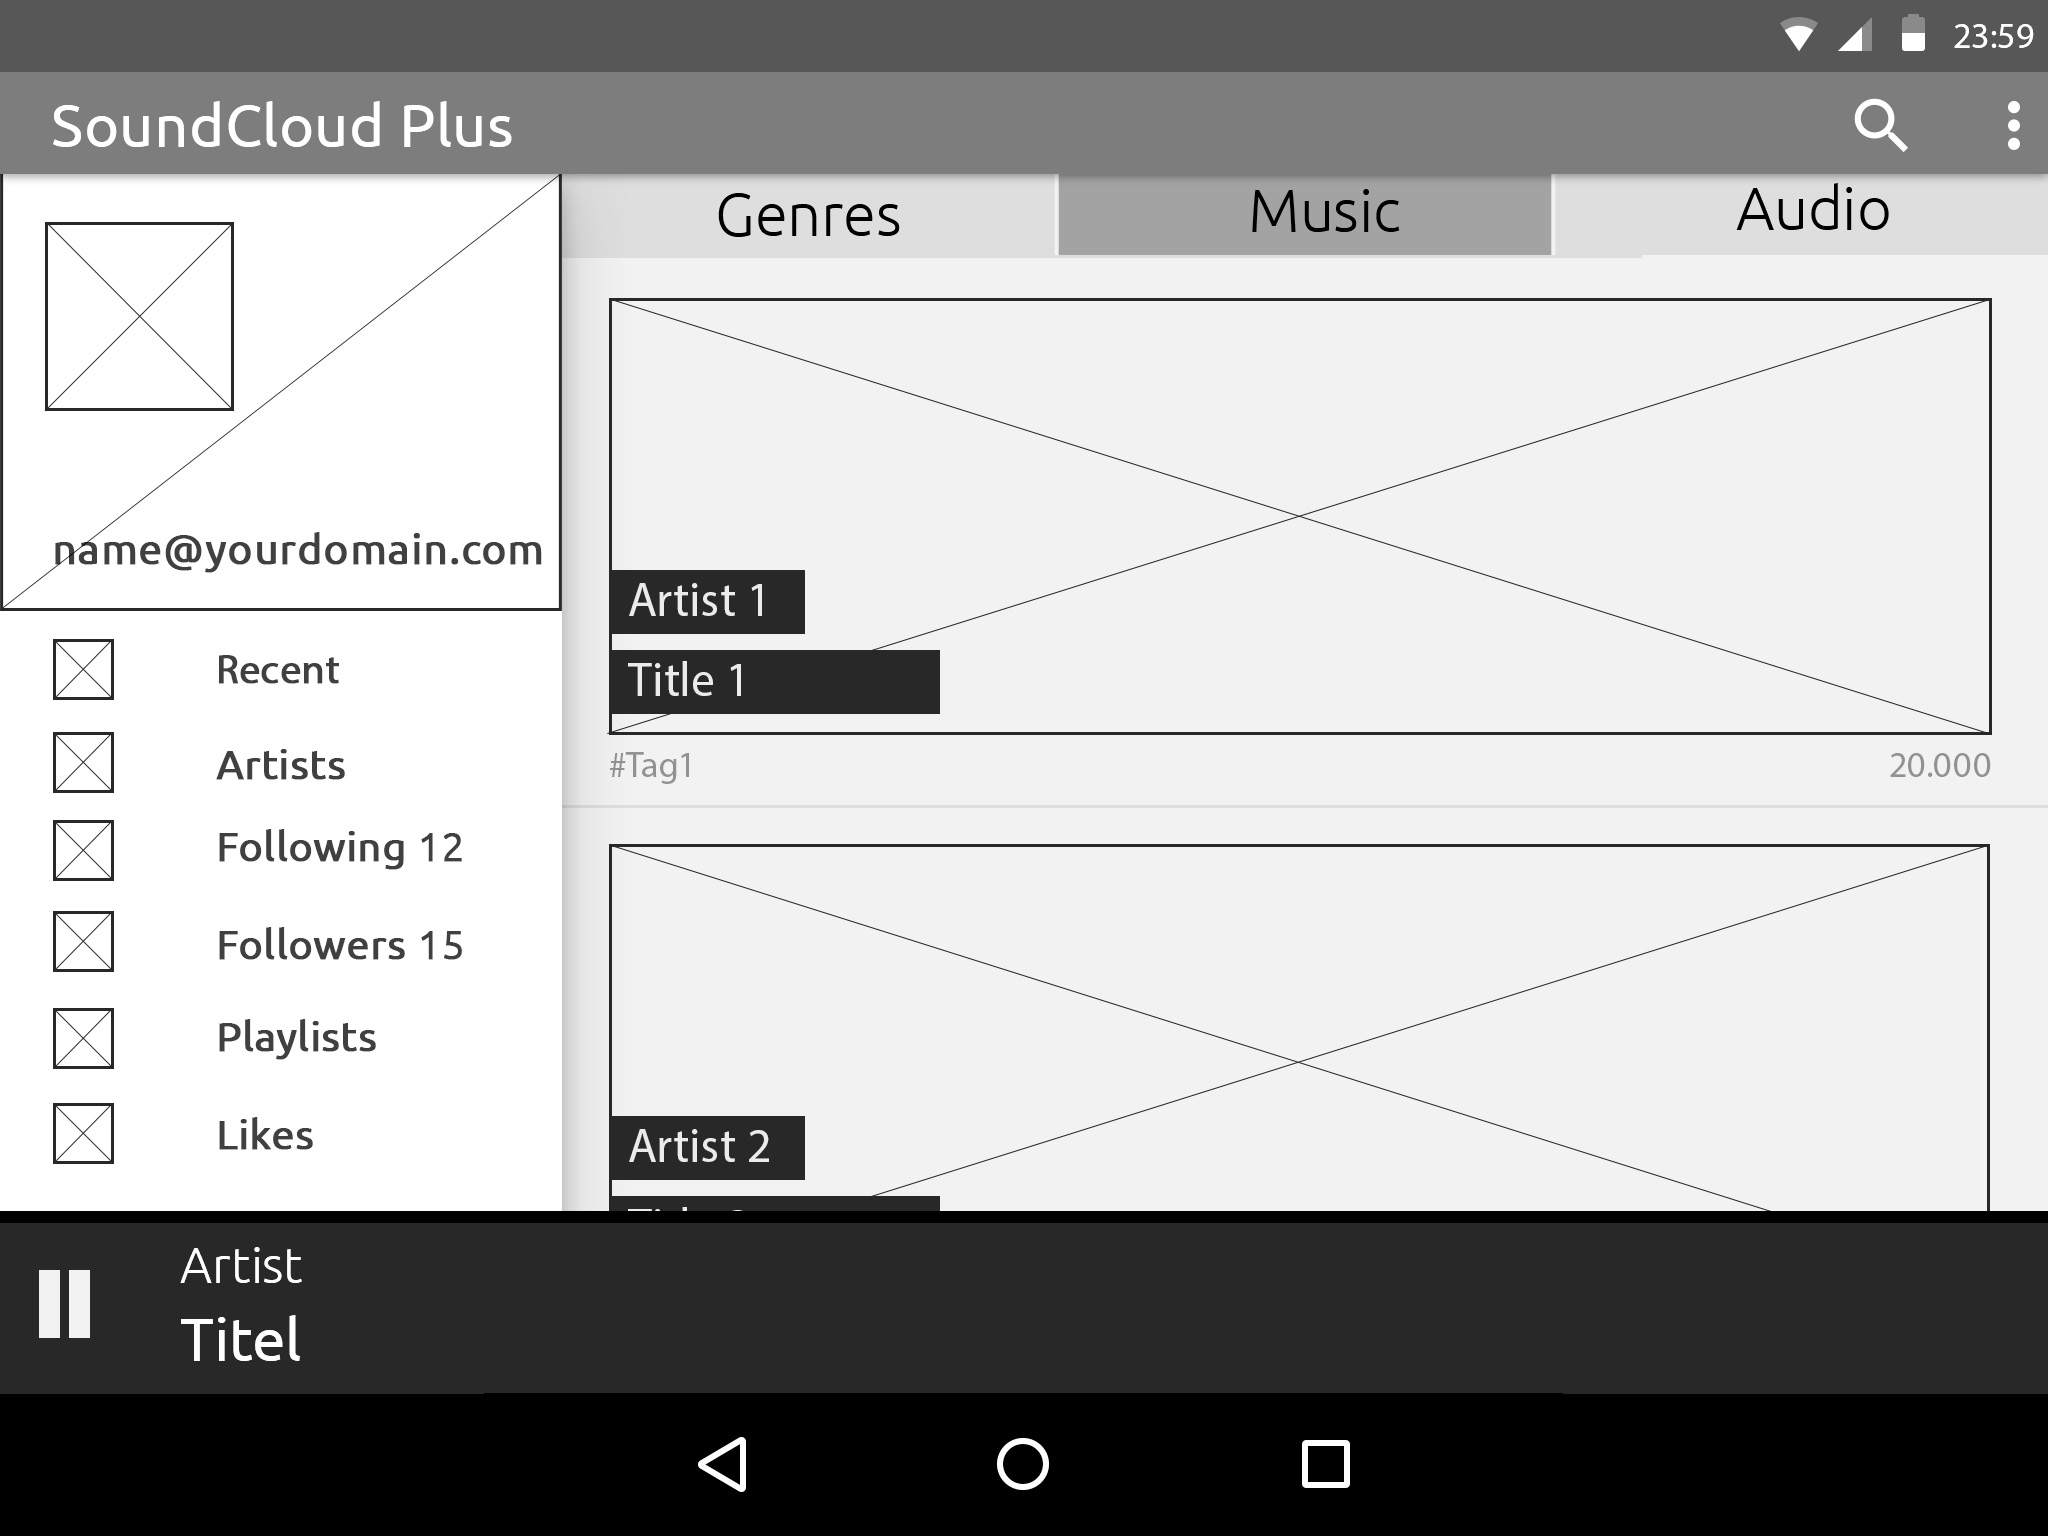 23:59
SoundCloud Plus
Genres
Music
Audio
name@yourdomain.com
Recent
Artists
Following 12
Followers 15
Playlists
Likes
Artist 1
Title 1
#Tag1
20.000
Artist 2
Artist
Titel